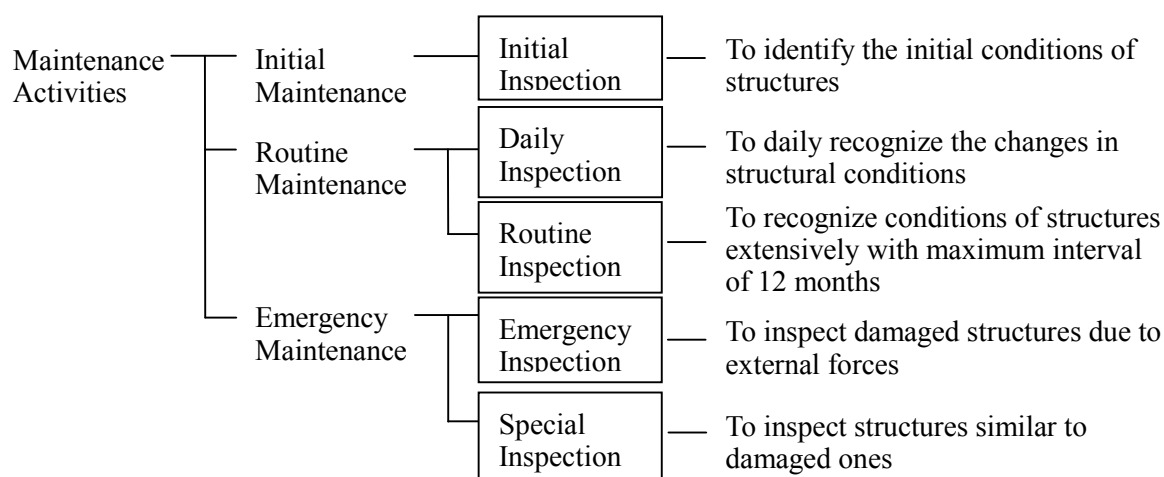 Maintenance
Activities
Initial
Maintenance
Initial
Inspection
To identify the initial conditions of
structures
Routine
Maintenance
Daily
Inspection
To daily recognize the changes in
structural conditions
Routine
Inspection
To recognize conditions of structures
extensively with maximum interval
of 12 months
Emergency
Maintenance
Emergency
Inspection
To inspect damaged structures due to
external forces
Special
Inspection
To inspect structures similar to
damaged ones